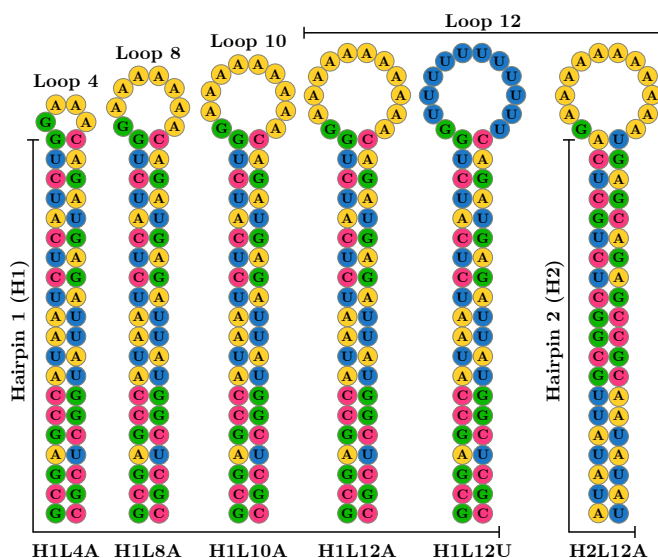 Loop 12
Loop 10
Loop 8
Loop 4
G A A A
G A A A A A A A
G A A A A A A A A A
G A A A A A A A A A A A
G U U U U U U U U U U U
G A A A A A A A A A A A
G C G C G C G C G C A U
U A U A U A U A U A C G
C G C G C G C G C G U A
U A U A U A U A U A C G
A U A U A U A U A U G C
C G C G C G C G C G U A
U A U A U A U A U A C G
C G C G C G C G C G U A
U A U A U A U A U A C G
A U A U A U A U A U G C
A U A U A U A U A U G C
U A U A U A U A U A C G
A U A U A U A U A U G C
C G C G C G C G C G U A
C G C G C G C G C G U A
G C G C G C G C G C A U
A U A U A U A U A U U A
G C G C G C G C G C A U
C G C G C G C G C G U A
G C G C G C G C G C A U
Hairpin 1 (H1)
Hairpin 2 (H2)
H1L4A H1L8A H1L10A H1L12A H1L12U H2L12A